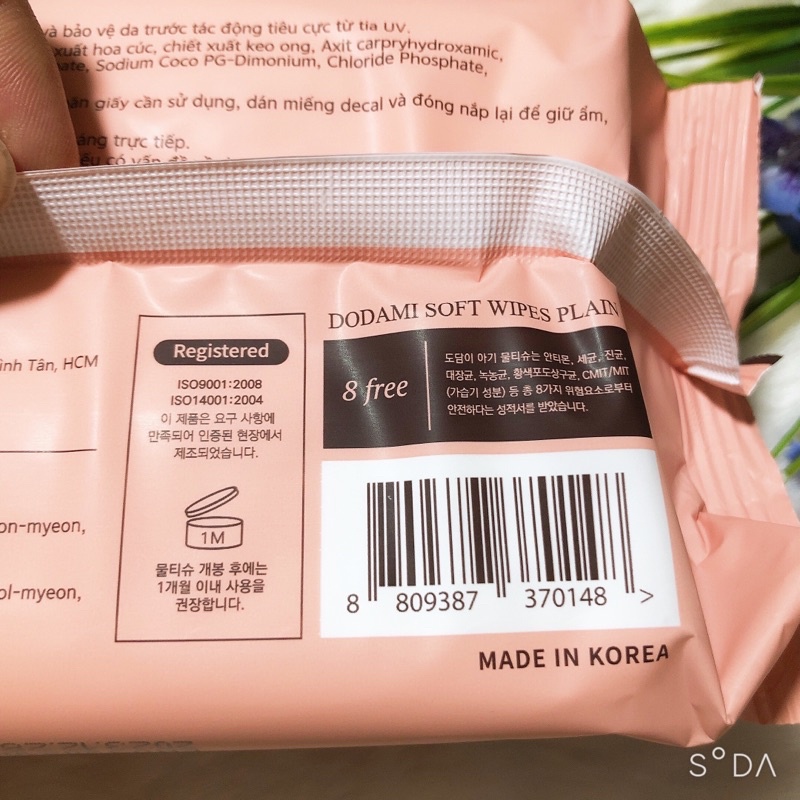 và bảo vệ da trước tác động tiêu cực từ tia UV.
xuất hoa cúc, chiết xuất keo ong, Axit carpryhydroxamic,
Sodium Coco PG-Dimonium, Chloride Phosphate,
giấy cần sử dụng, dán miếng decal và đóng nắp lại để giữ ẩm,
trực tiếp.
có vấn đề
Tân, HCM
on-myeon,
ol-myeon,
Registered
ISO9001:2008
ISO14001:2004
이 제품은 요구 사항에
만족되어 인증된 현장에서
제조되었습니다.
1M
물티슈 개봉 후에는
1개월 이내 사용을
권장합니다.
DODAMI SOFT WIPES PLAIN
8 free
도담이 아기 물티슈는 안티몬, 세균, 진균,
대장균, 녹농균, 황색포도상구균, CMIT/MIT
(가습기 성분) 등 총 8가지 위험요소로부터
안전하다는 성적서를 받았습니다.
8 809387 370148 >
MADE IN KOREA
SODA